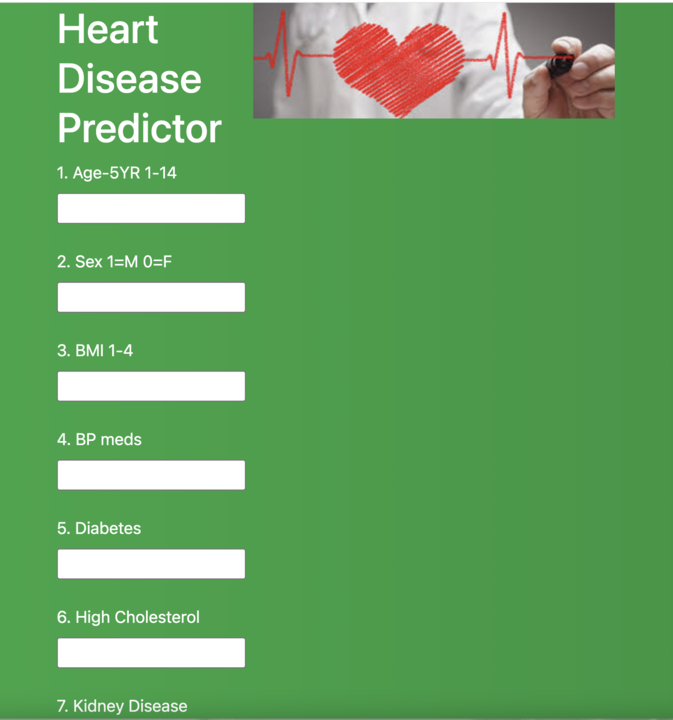 Heart
Disease
Predictor
1. Age-5YR 1-14
2. Sex 1=M 0=F
3. BMI 1-4
4. BP meds
5. Diabetes
6. High Cholesterol
7. Kidney Disease